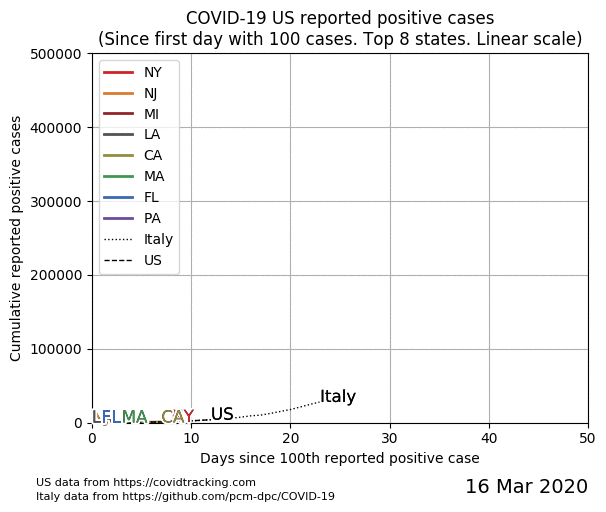 COVID-19 US reported positive cases
(Since first day with 100 cases. Top 8 states. Linear scale)
500000
400000
300000
200000
100000
0
Cumulative reported positive cases
NY
NJ
MI
LA
CA
MA
FL
PA
Italy
US
Italy
US
FL
MA
CA
0
10
20
30
40
50
Days since 100th reported positive case
US data from https://covidtracking.com
Italy data from https://github.com/pcm-dpc/COVID-19
16 Mar 2020